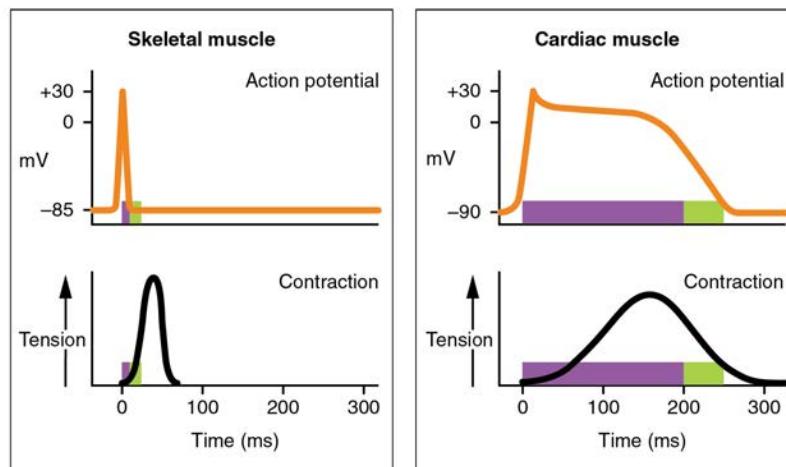 Skeletal muscle
Action potential
+30
0
mV
–85
Contraction
Tension
0 100 200 300
Time (ms)
Cardiac muscle
Action potential
+30
0
mV
–90
Contraction
Tension
0 100 200 300
Time (ms)